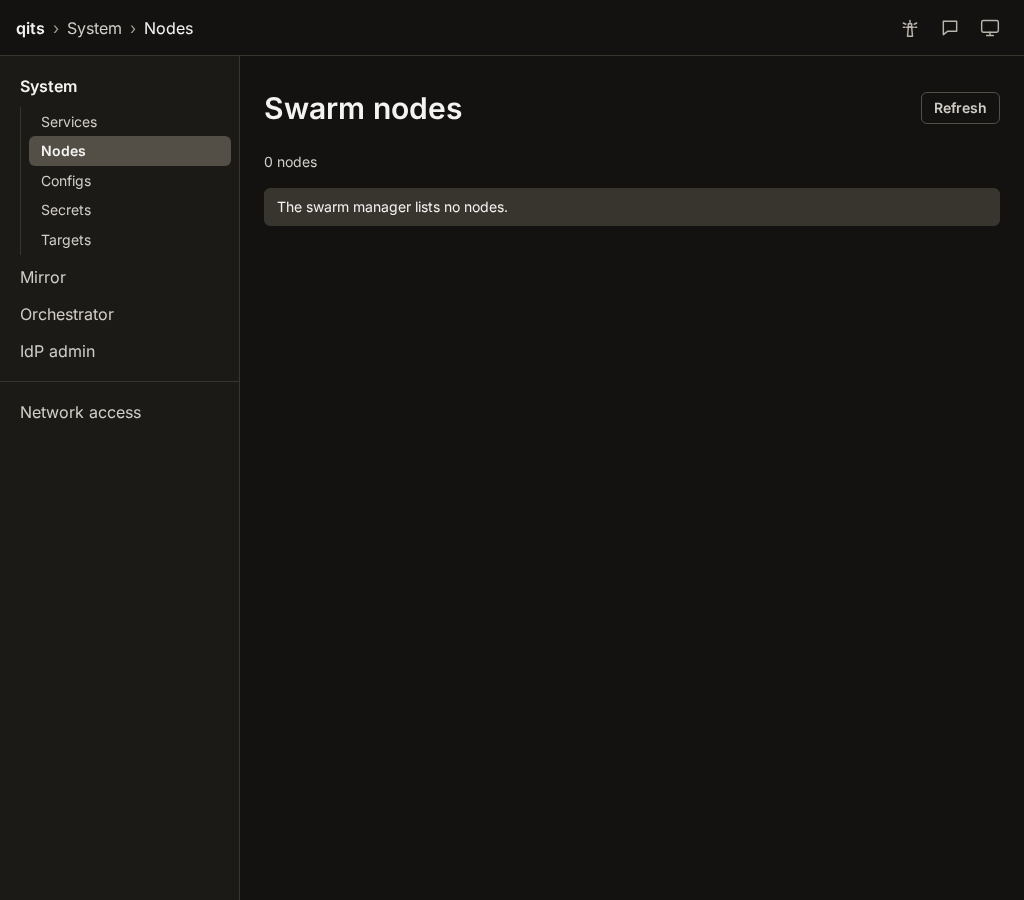 qits › System › Nodes
System
Services
Nodes
Configs
Secrets
Targets
Mirror
Orchestrator
IdP admin
Network access
Swarm nodes
Refresh
0 nodes
The swarm manager lists no nodes.